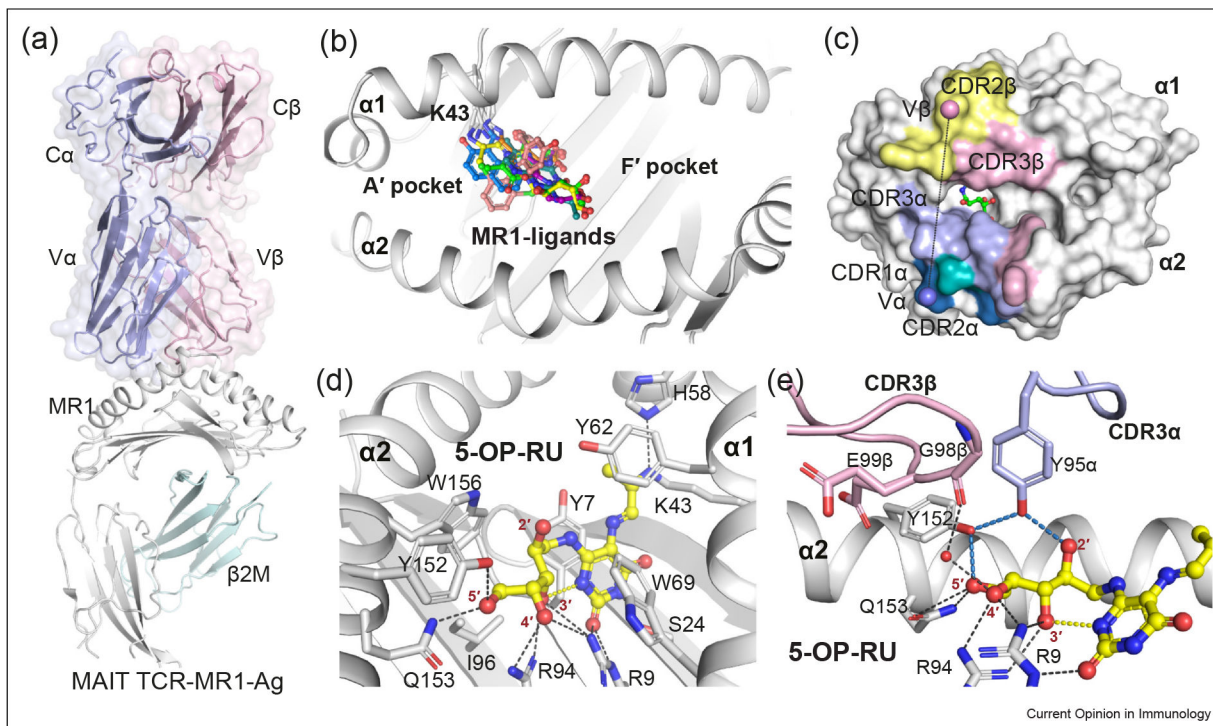 (a)
Cβ
Cα
Vα
Vβ
MR1
β2M
MAIT TCR-MR1-Ag
(b)
α1
K43
A′ pocket
F′ pocket
MR1-ligands
α2
(c)
CDR2β
α1
Vβ
CDR3β
CDR3α
CDR1α
α2
Vα
CDR2α
(d)
H58
Y62
α2
5-OP-RU
α1
W156
K43
Y7
2′
Y152
W69
5′
3′
S24
4′
I96
Q153
R94
R9
(e)
CDR3β
CDR3α
G98β
E99β
Y95α
Y152
α2
2′
5′
Q153
4′
3′
5-OP-RU
R9
R94
Current Opinion in Immunology